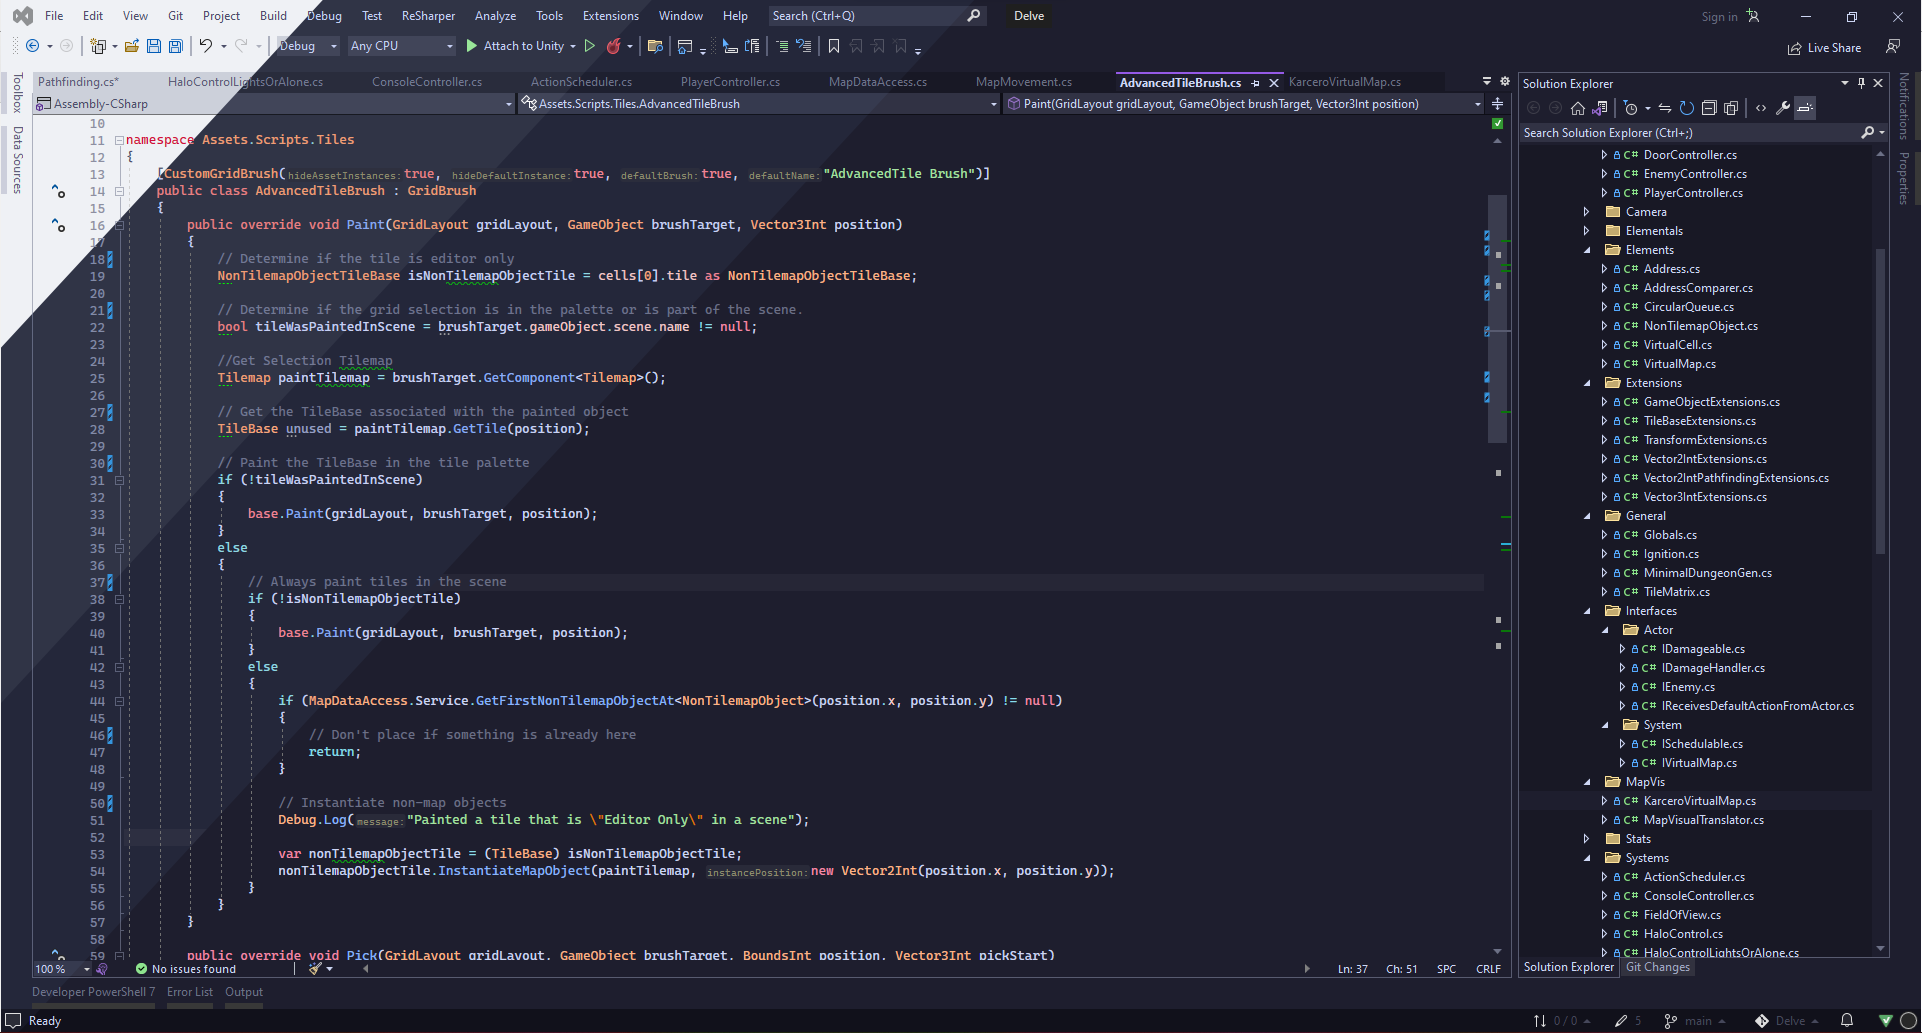 File Edit View Git Project Build Debug Test ReSharper Analyze Tools Extensions Window Help Search (Ctrl+Q) Delve Sign in
Debug Any CPU Attach to Unity Live Share
Pathfinding.cs* HaloControlLightsOrAlone.cs ConsoleController.cs ActionScheduler.cs PlayerController.cs MapDataAccess.cs MapMovement.cs AdvancedTileBrush.cs KarceroVirtualMap.cs
Assembly-CSharp Assets.Scripts.Tiles.AdvancedTileBrush Paint(GridLayout gridLayout, GameObject brushTarget, Vector3Int position)
Toolbox
Data Sources
10
11 namespace Assets.Scripts.Tiles
12 {
13 [CustomGridBrush(hideAssetInstances: true, hideDefaultInstance: true, defaultBrush: true, defaultName: "AdvancedTile Brush")]
14 public class AdvancedTileBrush : GridBrush
15 {
16 public override void Paint(GridLayout gridLayout, GameObject brushTarget, Vector3Int position)
17 {
18 // Determine if the tile is editor only
19 NonTilemapObjectTileBase isNonTilemapObjectTile = cells[0].tile as NonTilemapObjectTileBase;
20
21 // Determine if the grid selection is in the palette or is part of the scene.
22 bool tileWasPaintedInScene = brushTarget.gameObject.scene.name != null;
23
24 //Get Selection Tilemap
25 Tilemap paintTilemap = brushTarget.GetComponent<Tilemap>();
26
27 // Get the TileBase associated with the painted object
28 TileBase unused = paintTilemap.GetTile(position);
29
30 // Paint the TileBase in the tile palette
31 if (!tileWasPaintedInScene)
32 {
33 base.Paint(gridLayout, brushTarget, position);
34 }
35 else
36 {
37 // Always paint tiles in the scene
38 if (!isNonTilemapObjectTile)
39 {
40 base.Paint(gridLayout, brushTarget, position);
41 }
42 else
43 {
44 if (MapDataAccess.Service.GetFirstNonTilemapObjectAt<NonTilemapObject>(position.x, position.y) != null)
45 {
46 // Don't place if something is already here
47 return;
48 }
49
50 // Instantiate non-map objects
51 Debug.Log(message: "Painted a tile that is \"Editor Only\" in a scene");
52
53 var nonTilemapObjectTile = (TileBase) isNonTilemapObjectTile;
54 nonTilemapObjectTile.InstantiateMapObject(paintTilemap, instancePosition: new Vector2Int(position.x, position.y));
55 }
56 }
57 }
58
59 public override void Pick(GridLayout gridLayout, GameObject brushTarget, BoundsInt position, Vector3Int pickStart)
100 % No issues found Ln: 37 Ch: 51 SPC CRLF
Developer PowerShell 7 Error List Output
Solution Explorer
Search Solution Explorer (Ctrl+;)
C# DoorController.cs
C# EnemyController.cs
C# PlayerController.cs
Camera
Elementals
Elements
C# Address.cs
C# AddressComparer.cs
C# CircularQueue.cs
C# NonTilemapObject.cs
C# VirtualCell.cs
C# VirtualMap.cs
Extensions
C# GameObjectExtensions.cs
C# TileBaseExtensions.cs
C# TransformExtensions.cs
C# Vector2IntExtensions.cs
C# Vector2IntPathfindingExtensions.cs
C# Vector3IntExtensions.cs
General
C# Globals.cs
C# Ignition.cs
C# MinimalDungeonGen.cs
C# TileMatrix.cs
Interfaces
Actor
C# IDamageable.cs
C# IDamageHandler.cs
C# IEnemy.cs
C# IReceivesDefaultActionFromActor.cs
System
C# ISchedulable.cs
C# IVirtualMap.cs
MapVis
C# KarceroVirtualMap.cs
C# MapVisualTranslator.cs
Stats
Systems
C# ActionScheduler.cs
C# ConsoleController.cs
C# FieldOfView.cs
C# HaloControl.cs
C# HaloControlLightsOrAlone.cs
Solution Explorer Git Changes
Notifications
Properties
Ready 0 / 0 5 main Delve